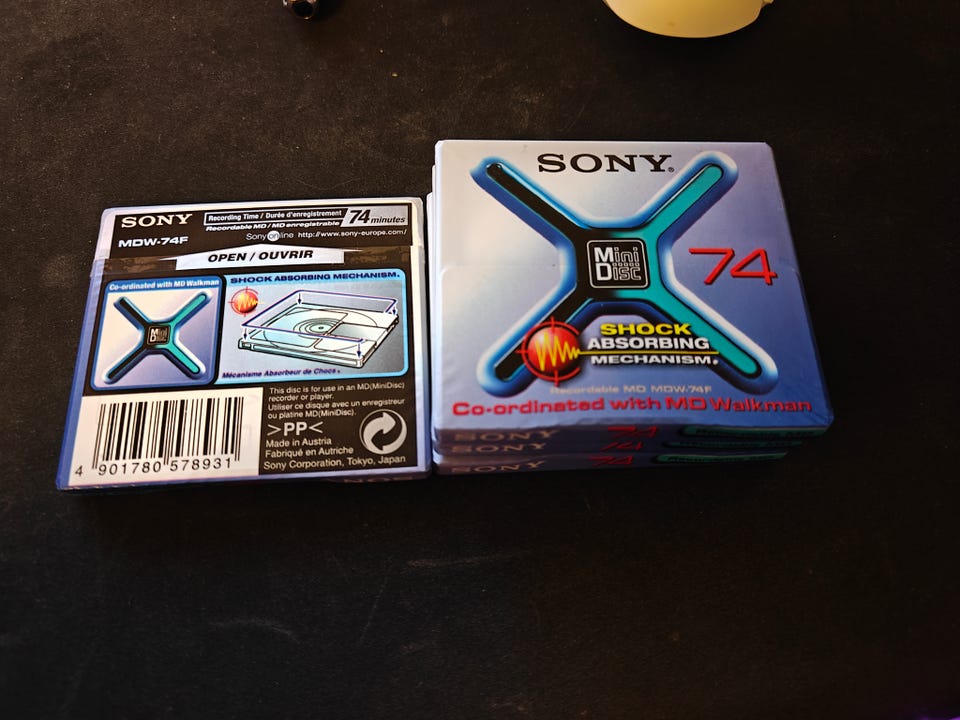 SONY
Recording Time / Durée d'enregistrement
Recordable MD / MD enregistrable
74 minutes
MDW-74F
Sony online http://www.sony-europe.com/
OPEN / OUVRIR
Co-ordinated with MD Walkman
Mini
Disc
SHOCK ABSORBING MECHANISM.
Mécanisme Absorbeur de Chocs.
This disc is for use in an MD(MiniDisc)
recorder or player.
Utiliser ce disque avec un enregistreur
ou platine MD(MiniDisc).
>PP<
Made in Austria
Fabriqué en Autriche
Sony Corporation, Tokyo, Japan
4 901780 578931
SONY
SONY®
Mini
Disc
74
SHOCK
ABSORBING
MECHANISM.
Recordable MD MDW-74F
Co-ordinated with MD Walkman
SONY 74
SONY 74
SONY 74